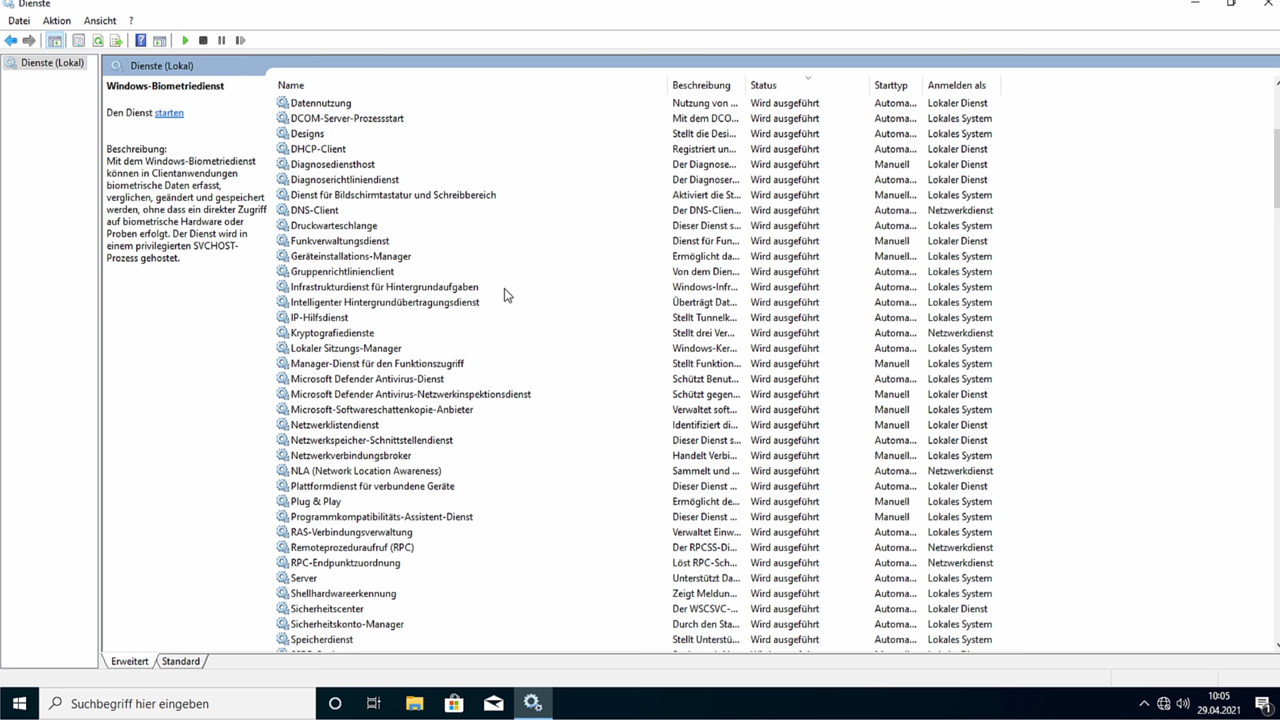 Dienste
Datei Aktion Ansicht ?
Dienste (Lokal)
Dienste (Lokal)
Windows-Biometriedienst
Den Dienst starten
Beschreibung:
Mit dem Windows-Biometriedienst
können in Clientanwendungen
biometrische Daten erfasst,
verglichen, geändert und gespeichert
werden, ohne dass ein direkter Zugriff
auf biometrische Hardware oder
Proben erfolgt. Der Dienst wird in
einem privilegierten SVCHOST-
Prozess gehostet.
Name Beschreibung Status Starttyp Anmelden als
Datennutzung Nutzung von ... Wird ausgeführt Automa... Lokaler Dienst
DCOM-Server-Prozessstart Mit dem DCO... Wird ausgeführt Automa... Lokales System
Designs Stellt die Desi... Wird ausgeführt Automa... Lokales System
DHCP-Client Registriert un... Wird ausgeführt Automa... Lokaler Dienst
Diagnosediensthost Der Diagnose... Wird ausgeführt Manuell Lokales System
Diagnoserichtliniendienst Der Diagnoser... Wird ausgeführt Automa... Lokaler Dienst
Dienst für Bildschirmtastatur und Schreibbereich Aktiviert die St... Wird ausgeführt Manuell... Lokales System
DNS-Client Der DNS-Clien... Wird ausgeführt Automa... Netzwerkdienst
Druckwarteschlange Dieser Dienst s... Wird ausgeführt Automa... Lokales System
Funkverwaltungsdienst Dienst für Fun... Wird ausgeführt Manuell Lokaler Dienst
Geräteinstallations-Manager Ermöglicht da... Wird ausgeführt Manuell... Lokales System
Gruppenrichtlinienclient Von dem Dien... Wird ausgeführt Automa... Lokales System
Infrastrukturdienst für Hintergrundaufgaben Windows-Infr... Wird ausgeführt Automa... Lokales System
Intelligenter Hintergrundübertragungsdienst Überträgt Dat... Wird ausgeführt Automa... Lokales System
IP-Hilfsdienst Stellt Tunnelk... Wird ausgeführt Automa... Lokales System
Kryptografiedienste Stellt drei Ver... Wird ausgeführt Automa... Netzwerkdienst
Lokaler Sitzungs-Manager Windows-Ker... Wird ausgeführt Automa... Lokales System
Manager-Dienst für den Funktionszugriff Stellt Funktion... Wird ausgeführt Manuell Lokales System
Microsoft Defender Antivirus-Dienst Schützt Benut... Wird ausgeführt Automa... Lokales System
Microsoft Defender Antivirus-Netzwerkinspektionsdienst Schützt gegen... Wird ausgeführt Manuell Lokaler Dienst
Microsoft-Softwareschattenkopie-Anbieter Verwaltet soft... Wird ausgeführt Manuell Lokales System
Netzwerklistendienst Identifiziert di... Wird ausgeführt Manuell Lokaler Dienst
Netzwerkspeicher-Schnittstellendienst Dieser Dienst s... Wird ausgeführt Automa... Lokaler Dienst
Netzwerkverbindungsbroker Handelt Verbi... Wird ausgeführt Manuell... Lokales System
NLA (Network Location Awareness) Sammelt und ... Wird ausgeführt Automa... Netzwerkdienst
Plattformdienst für verbundene Geräte Dieser Dienst ... Wird ausgeführt Automa... Lokaler Dienst
Plug & Play Ermöglicht de... Wird ausgeführt Manuell Lokales System
Programmkompatibilitäts-Assistent-Dienst Dieser Dienst ... Wird ausgeführt Manuell Lokales System
RAS-Verbindungsverwaltung Verwaltet Einw... Wird ausgeführt Automa... Lokales System
Remoteprozeduraufruf (RPC) Der RPCSS-Di... Wird ausgeführt Automa... Netzwerkdienst
RPC-Endpunktzuordnung Löst RPC-Sch... Wird ausgeführt Automa... Netzwerkdienst
Server Unterstützt Da... Wird ausgeführt Automa... Lokales System
Shellhardwareerkennung Zeigt Meldun... Wird ausgeführt Automa... Lokales System
Sicherheitscenter Der WSCSVC-... Wird ausgeführt Automa... Lokaler Dienst
Sicherheitskonto-Manager Durch den Sta... Wird ausgeführt Automa... Lokales System
Speicherdienst Stellt Unterstü... Wird ausgeführt Automa... Lokales System
Erweitert Standard
Suchbegriff hier eingeben
10:05
29.04.2021
1